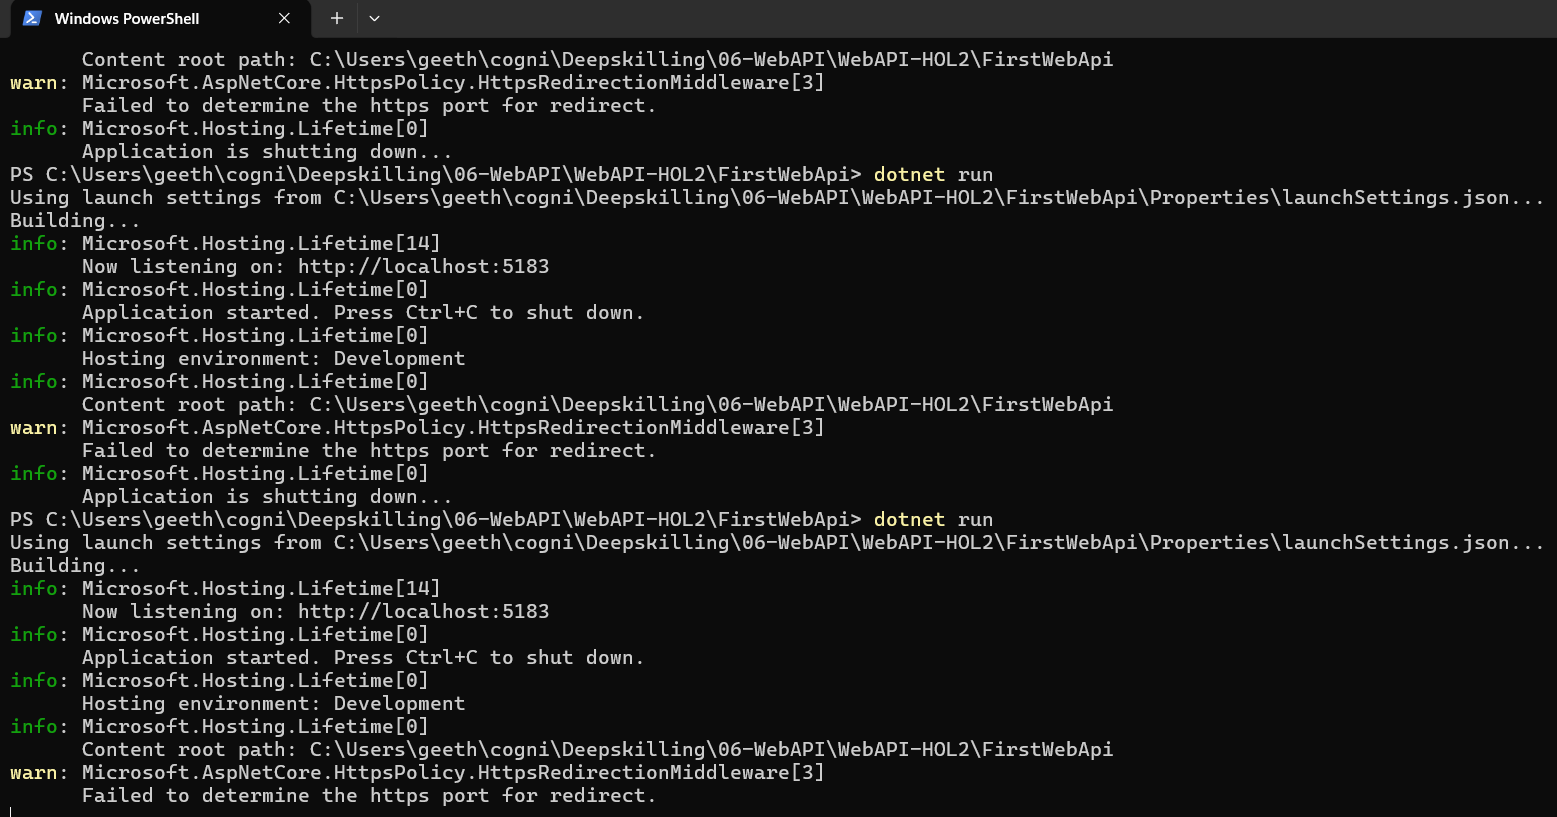 Windows PowerShell
Content root path: C:\Users\geeth\cogni\Deepskilling\06-WebAPI\WebAPI-HOL2\FirstWebApi
warn: Microsoft.AspNetCore.HttpsPolicy.HttpsRedirectionMiddleware[3]
Failed to determine the https port for redirect.
info: Microsoft.Hosting.Lifetime[0]
Application is shutting down...
PS C:\Users\geeth\cogni\Deepskilling\06-WebAPI\WebAPI-HOL2\FirstWebApi> dotnet run
Using launch settings from C:\Users\geeth\cogni\Deepskilling\06-WebAPI\WebAPI-HOL2\FirstWebApi\Properties\launchSettings.json...
Building...
info: Microsoft.Hosting.Lifetime[14]
Now listening on: http://localhost:5183
info: Microsoft.Hosting.Lifetime[0]
Application started. Press Ctrl+C to shut down.
info: Microsoft.Hosting.Lifetime[0]
Hosting environment: Development
info: Microsoft.Hosting.Lifetime[0]
Content root path: C:\Users\geeth\cogni\Deepskilling\06-WebAPI\WebAPI-HOL2\FirstWebApi
warn: Microsoft.AspNetCore.HttpsPolicy.HttpsRedirectionMiddleware[3]
Failed to determine the https port for redirect.
info: Microsoft.Hosting.Lifetime[0]
Application is shutting down...
PS C:\Users\geeth\cogni\Deepskilling\06-WebAPI\WebAPI-HOL2\FirstWebApi> dotnet run
Using launch settings from C:\Users\geeth\cogni\Deepskilling\06-WebAPI\WebAPI-HOL2\FirstWebApi\Properties\launchSettings.json...
Building...
info: Microsoft.Hosting.Lifetime[14]
Now listening on: http://localhost:5183
info: Microsoft.Hosting.Lifetime[0]
Application started. Press Ctrl+C to shut down.
info: Microsoft.Hosting.Lifetime[0]
Hosting environment: Development
info: Microsoft.Hosting.Lifetime[0]
Content root path: C:\Users\geeth\cogni\Deepskilling\06-WebAPI\WebAPI-HOL2\FirstWebApi
warn: Microsoft.AspNetCore.HttpsPolicy.HttpsRedirectionMiddleware[3]
Failed to determine the https port for redirect.